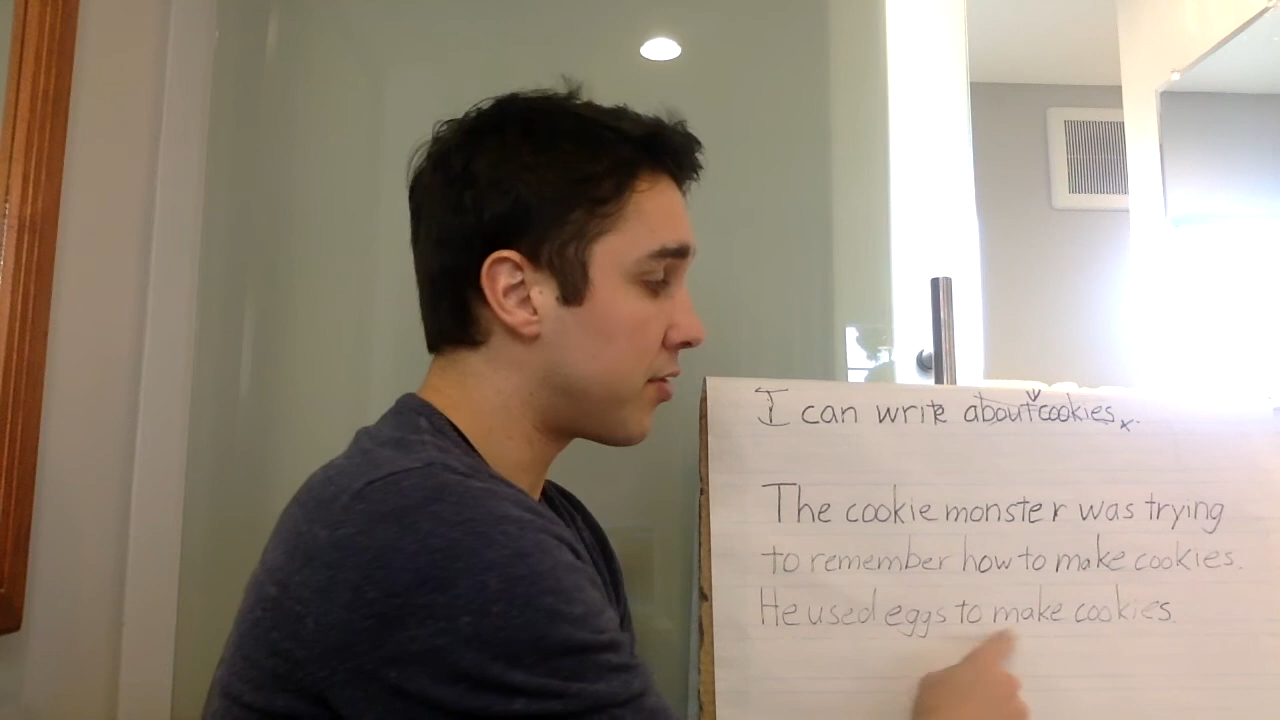 I can write about cookies.
The cookie monster was trying
to remember how to make cookies.
He used eggs to make cookies.